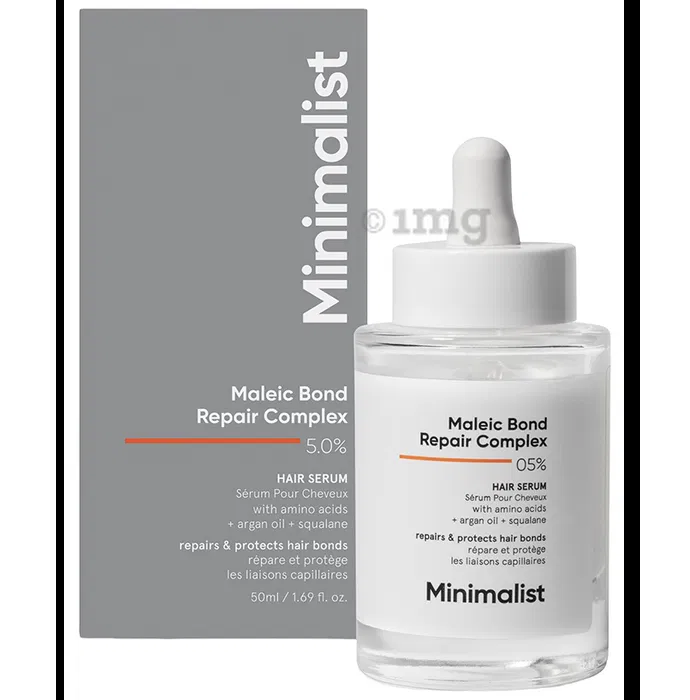 Minimalist
Maleic Bond
Repair Complex
5.0%
HAIR SERUM
Sérum Pour Cheveux
with amino acids
+ argan oil + squalane
repairs & protects hair bonds
répare et protège
les liaisons capillaires
50ml / 1.69 fl. oz.
©1mg
Maleic Bond
Repair Complex
05%
HAIR SERUM
Sérum Pour Cheveux
with amino acids
+ argan oil + squalane
repairs & protects hair bonds
répare et protège
les liaisons capillaires
Minimalist